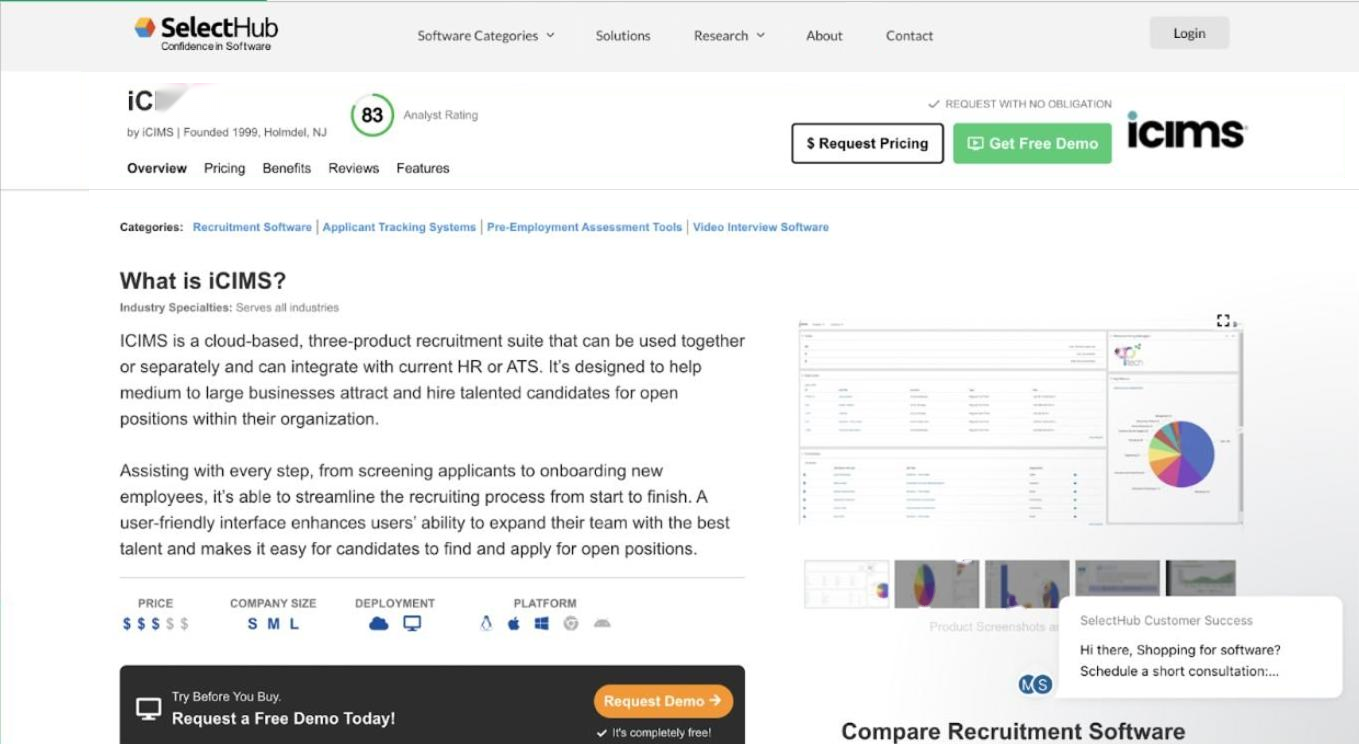 SelectHub
Confidence in Software
Software Categories
Solutions
Research
About
Contact
Login
iC
83
Analyst Rating
by iCIMS | Founded 1999, Holmdel, NJ
REQUEST WITH NO OBLIGATION
$ Request Pricing
Get Free Demo
icims
Overview
Pricing
Benefits
Reviews
Features
Categories: Recruitment Software | Applicant Tracking Systems | Pre-Employment Assessment Tools | Video Interview Software
What is iCIMS?
Industry Specialties: Serves all industries
ICIMS is a cloud-based, three-product recruitment suite that can be used together
or separately and can integrate with current HR or ATS. It's designed to help
medium to large businesses attract and hire talented candidates for open
positions within their organization.
Assisting with every step, from screening applicants to onboarding new
employees, it's able to streamline the recruiting process from start to finish. A
user-friendly interface enhances users' ability to expand their team with the best
talent and makes it easy for candidates to find and apply for open positions.
PRICE
COMPANY SIZE
DEPLOYMENT
PLATFORM
$ $ $ $ $
S M L
Try Before You Buy.
Request a Free Demo Today!
Request Demo →
It's completely free!
Product Screenshots
SelectHub Customer Success
Hi there, Shopping for software?
Schedule a short consultation:...
MS
Compare Recruitment Software